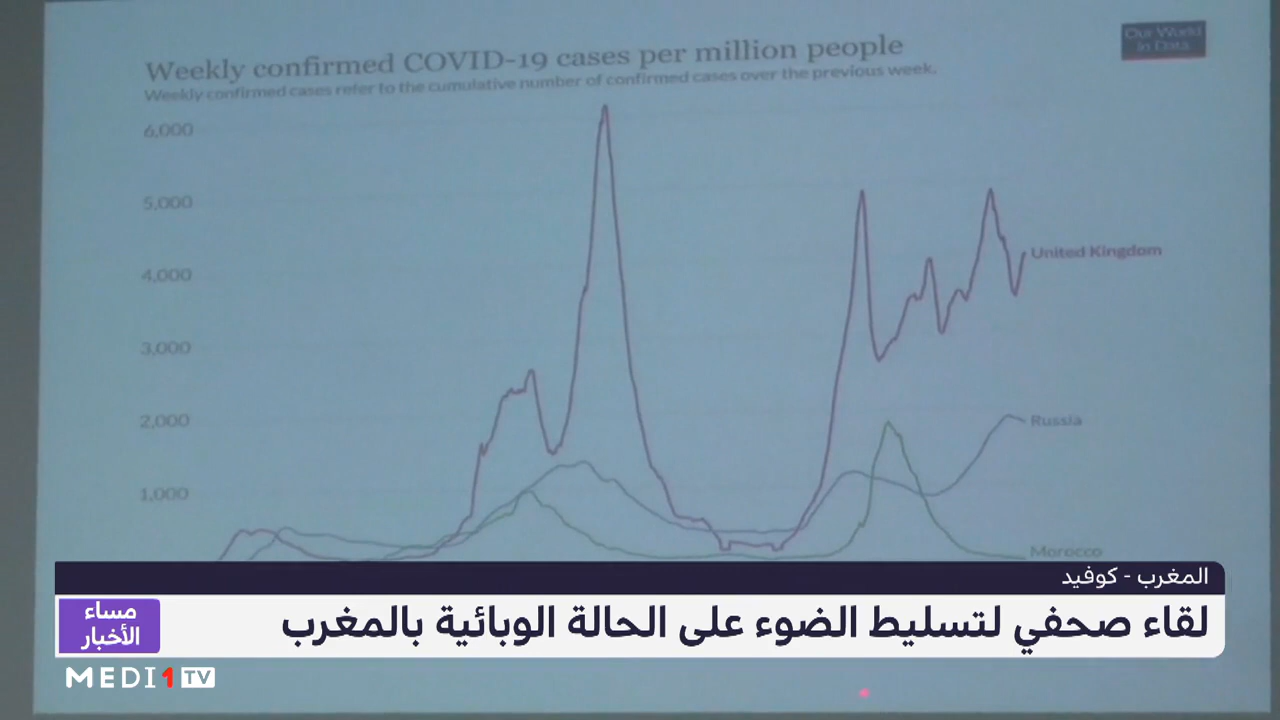 Weekly confirmed COVID-19 cases per million people
Weekly confirmed cases refer to the cumulative number of confirmed cases over the previous week.
Our World
in Data
6,000
5,000
4,000
3,000
2,000
1,000
United Kingdom
Russia
Morocco
المغرب - كوفيد
لقاء صحفي لتسليط الضوء على الحالة الوبائية بالمغرب
مساء
الأخبار
MEDI1 TV